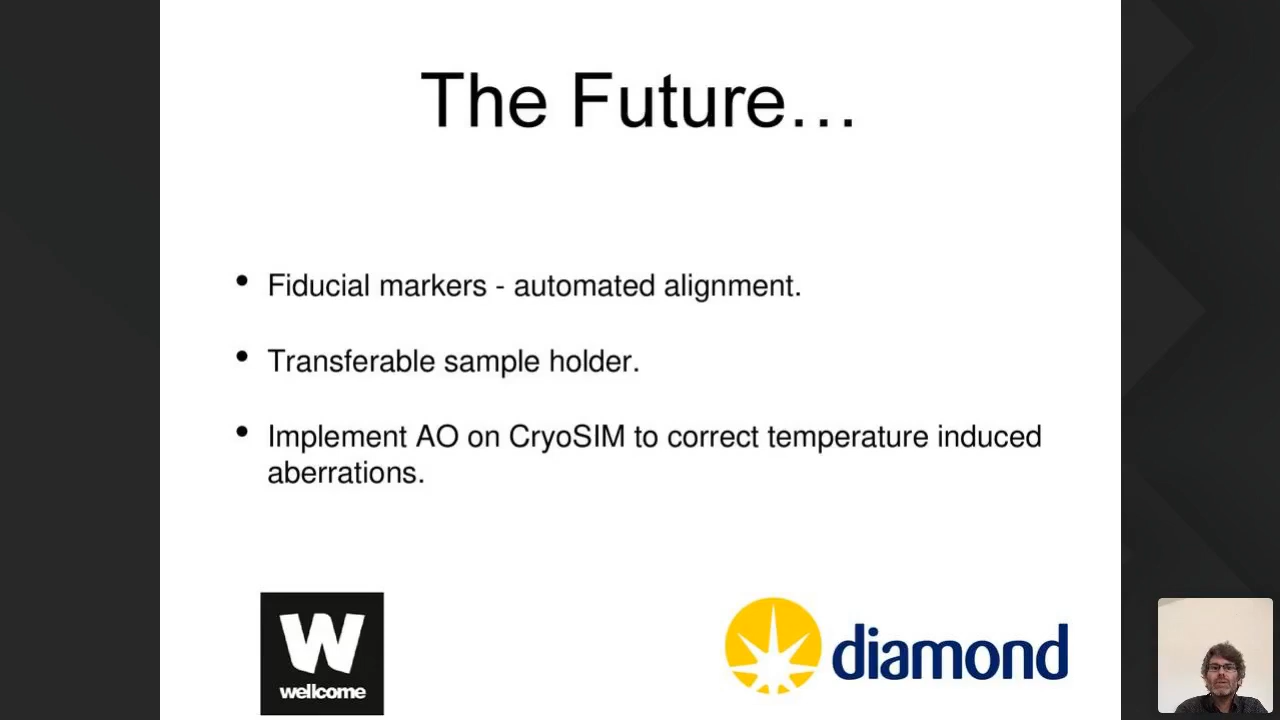 The Future...
• Fiducial markers - automated alignment.
• Transferable sample holder.
• Implement AO on CryoSIM to correct temperature induced
aberrations.
W
wellcome
diamond